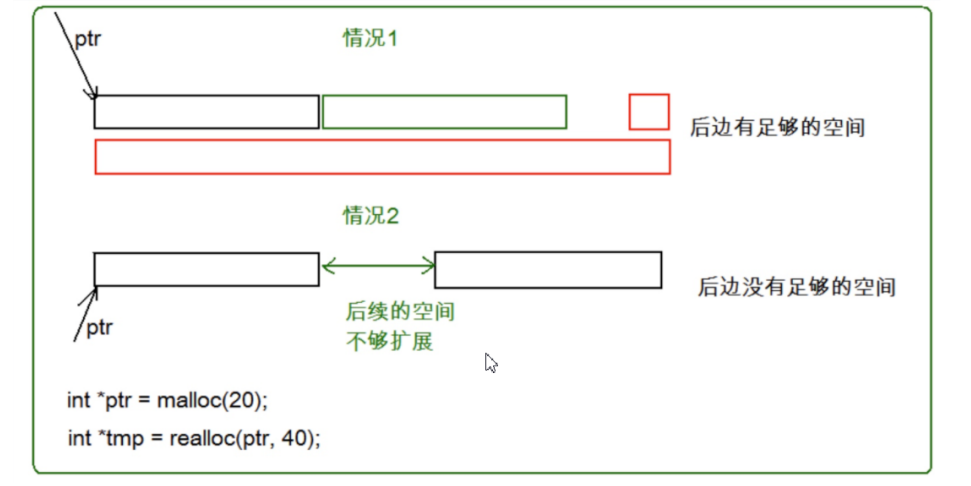 ptr
情况1
后边有足够的空间
情况2
后边没有足够的空间
后续的空间
不够扩展
ptr
int *ptr = malloc(20);
int *tmp = realloc(ptr, 40);